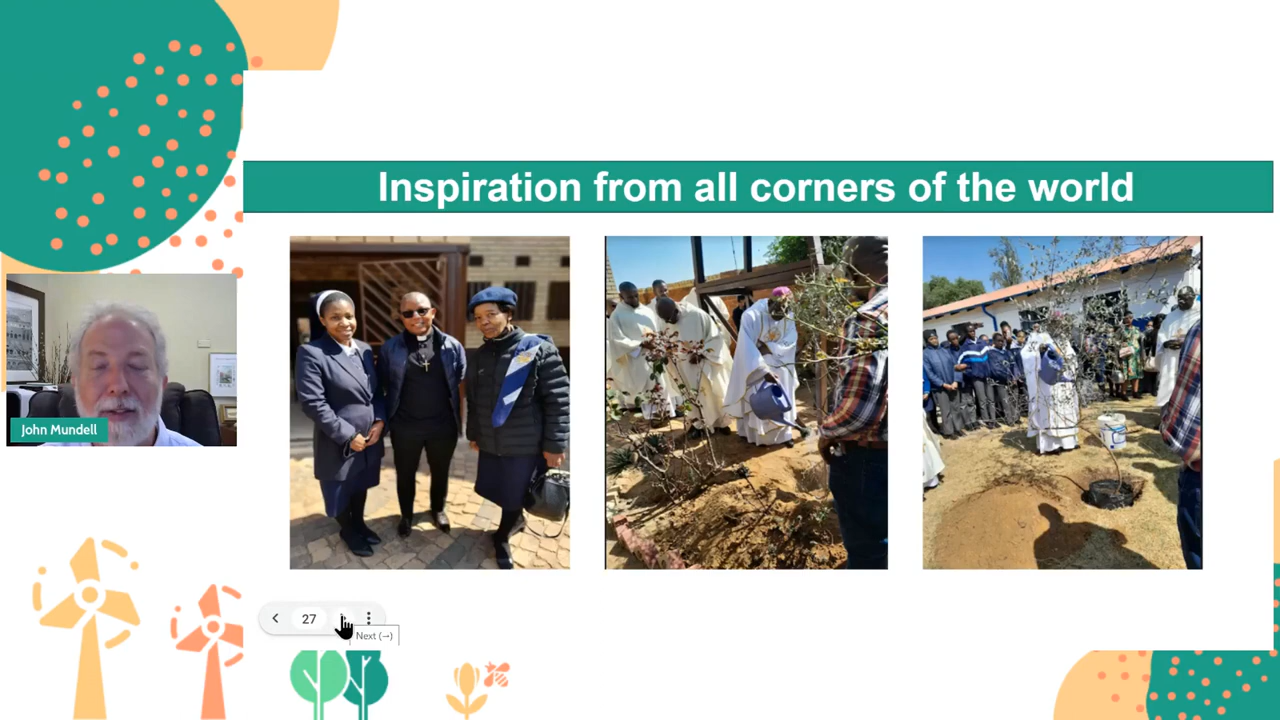 Inspiration from all corners of the world
John Mundell
27
Next (→)